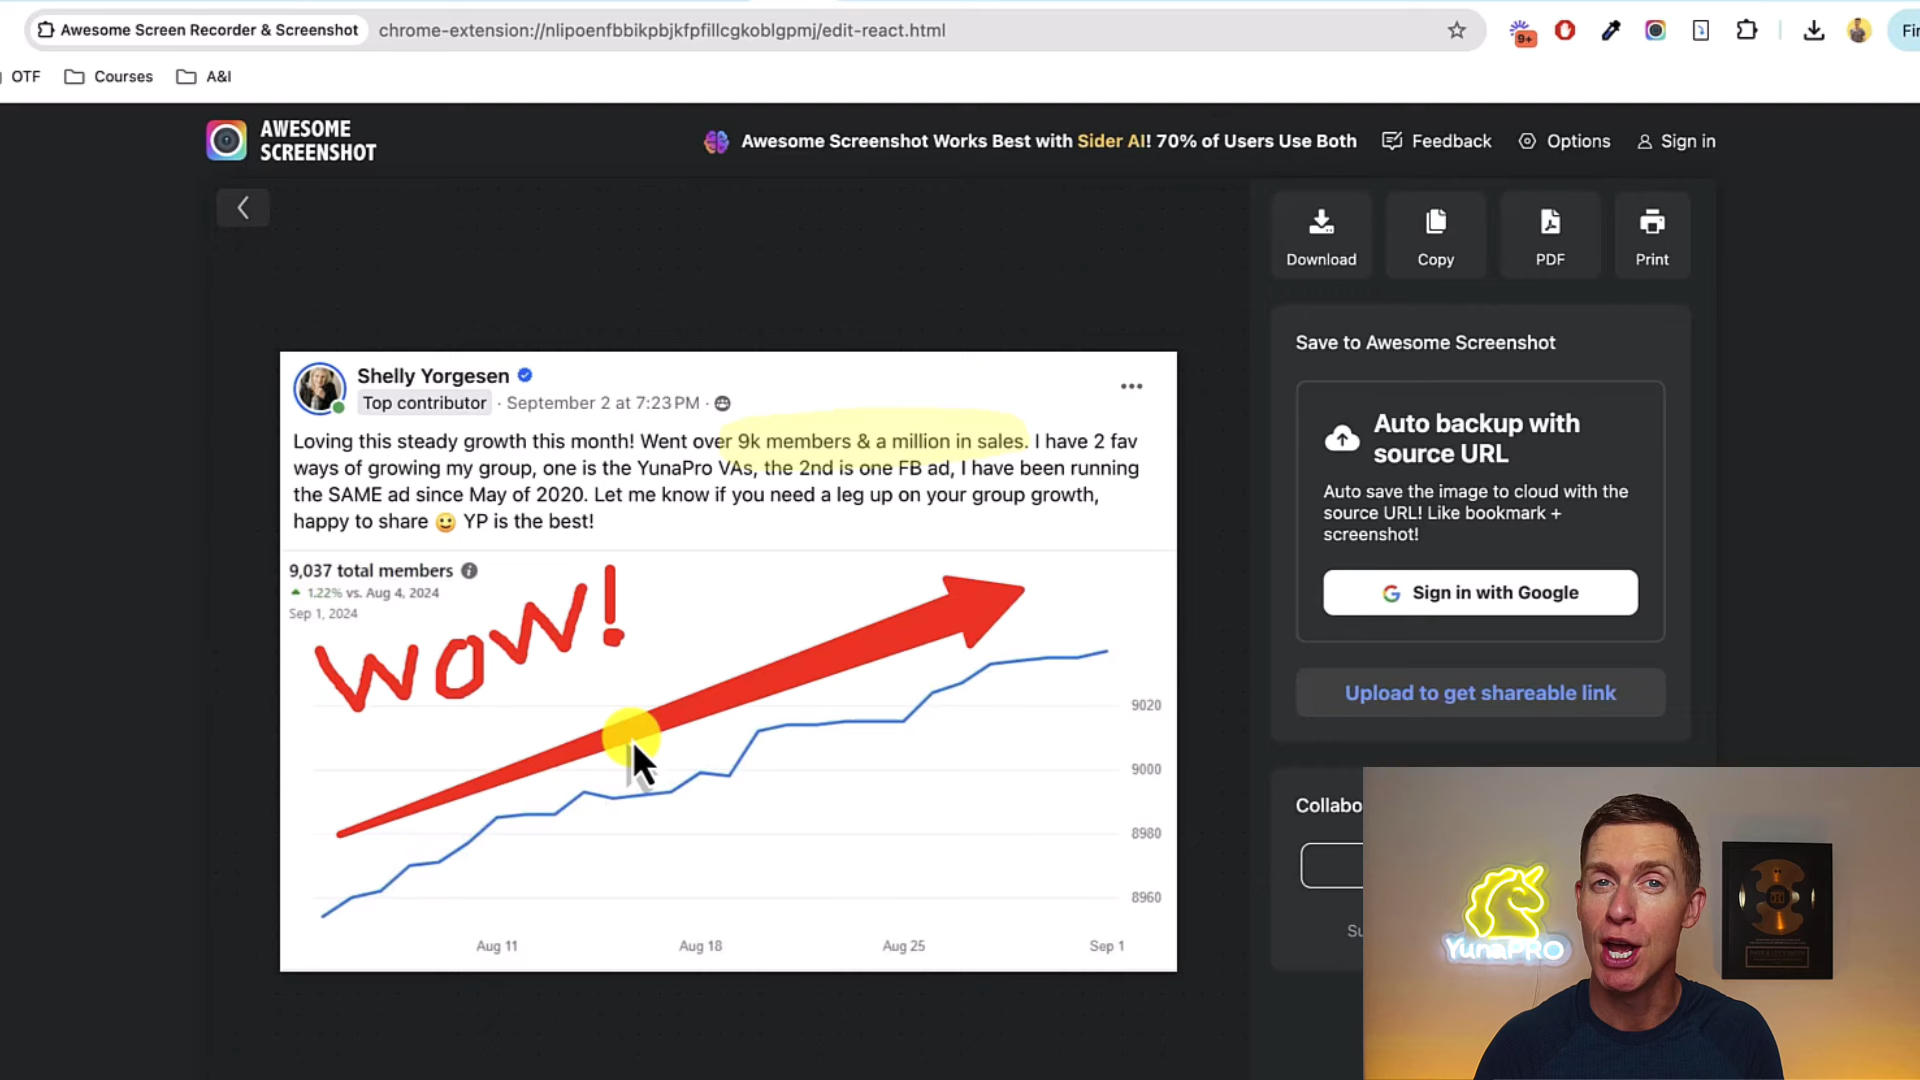 Awesome Screen Recorder & Screenshot
chrome-extension://nlipoenfbbikpbjkfpfillcgkoblgpmj/edit-react.html
9+
OTF
Courses
A&I
AWESOME
SCREENSHOT
Awesome Screenshot Works Best with Sider AI! 70% of Users Use Both
Feedback
Options
Sign in
Download
Copy
PDF
Print
Save to Awesome Screenshot
Auto backup with
source URL
Auto save the image to cloud with the
source URL! Like bookmark +
screenshot!
Sign in with Google
Upload to get shareable link
Shelly Yorgesen
Top contributor · September 2 at 7:23 PM ·
Loving this steady growth this month! Went over 9k members & a million in sales. I have 2 fav
ways of growing my group, one is the YunaPro VAs, the 2nd is one FB ad, I have been running
the SAME ad since May of 2020. Let me know if you need a leg up on your group growth,
happy to share 😀 YP is the best!
9,037 total members
1.22% vs. Aug 4, 2024
Sep 1, 2024
WOW!
9020
9000
8980
8960
Aug 11
Aug 18
Aug 25
Sep 1
YunaPRO